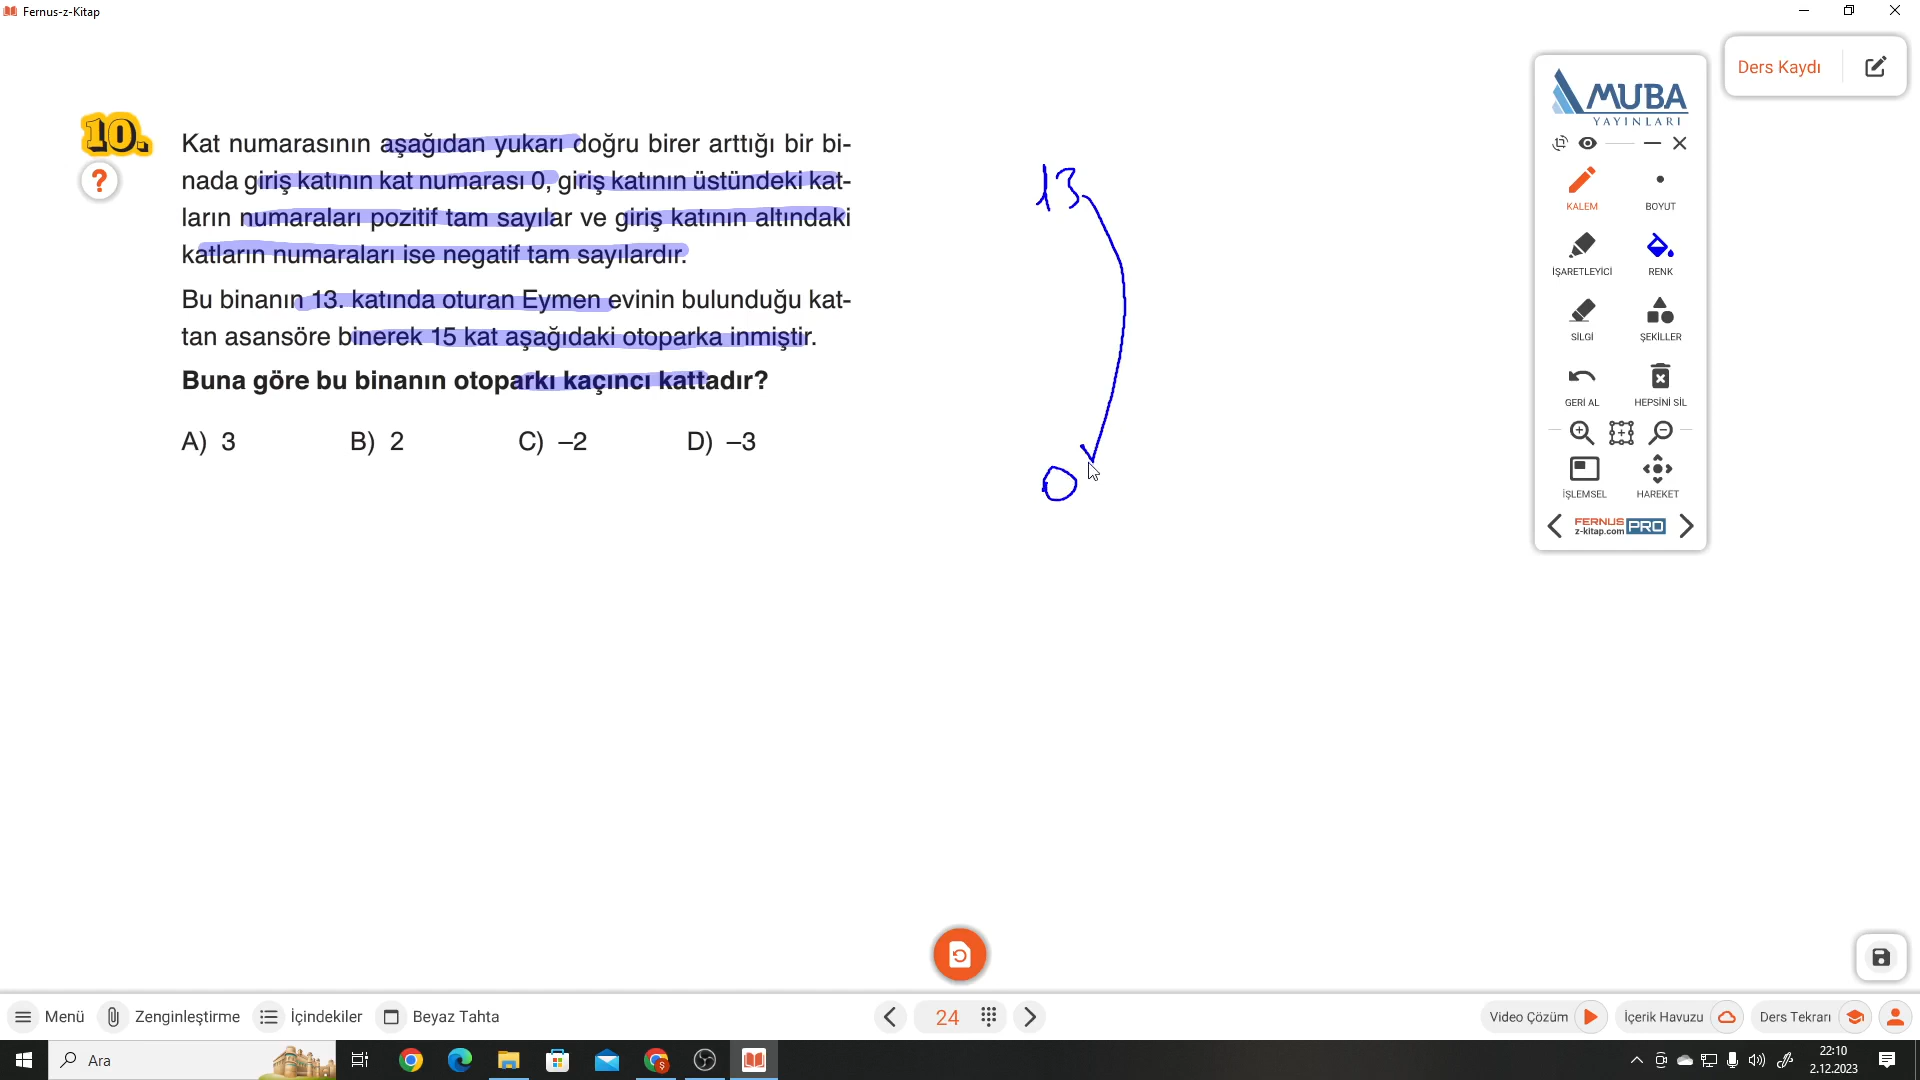 Fernus-z-Kitap
Ders Kaydı
MUBA
YAYINLARI
10.
Kat numarasının aşağıdan yukarı doğru birer arttığı bir bi-
nada giriş katının kat numarası 0, giriş katının üstündeki kat-
ların numaraları pozitif tam sayılar ve giriş katının altındaki
katların numaraları ise negatif tam sayılardır.
Bu binanın 13. katında oturan Eymen evinin bulunduğu kat-
tan asansöre binerek 15 kat aşağıdaki otoparka inmiştir.
Buna göre bu binanın otoparkı kaçıncı kattadır?
A) 3 B) 2 C) –2 D) –3
?
13
0
KALEM BOYUT
İŞARETLEYİCİ RENK
SİLGİ ŞEKİLLER
GERİ AL HEPSİNİ SİL
İŞLEMSEL HAREKET
FERNUS
z-kitap.com PRO
Menü Zenginleştirme İçindekiler Beyaz Tahta 24 Video Çözüm İçerik Havuzu Ders Tekrarı
Ara
22:10
2.12.2023